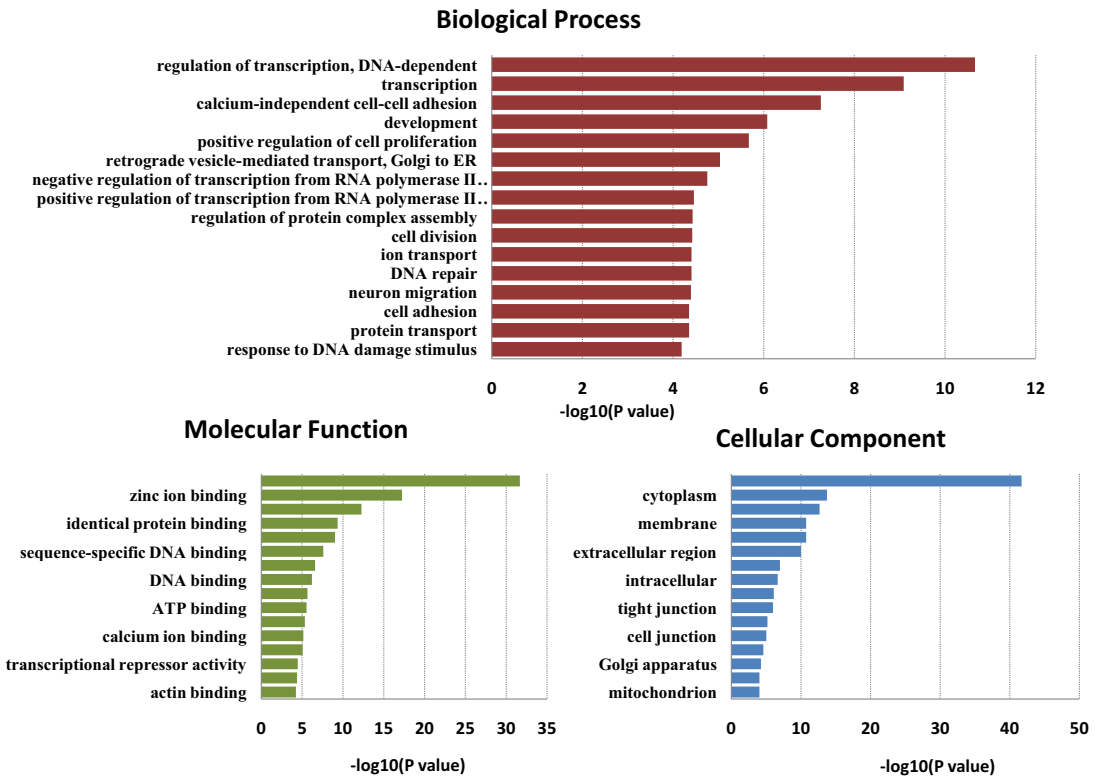 Biological Process
regulation of transcription, DNA-dependent
transcription
calcium-independent cell-cell adhesion
development
positive regulation of cell proliferation
retrograde vesicle-mediated transport, Golgi to ER
negative regulation of transcription from RNA polymerase II..
positive regulation of transcription from RNA polymerase II..
regulation of protein complex assembly
cell division
ion transport
DNA repair
neuron migration
cell adhesion
protein transport
response to DNA damage stimulus
0 2 4 6 8 10 12
-log10(P value)
Molecular Function
zinc ion binding
identical protein binding
sequence-specific DNA binding
DNA binding
ATP binding
calcium ion binding
transcriptional repressor activity
actin binding
0 5 10 15 20 25 30 35
-log10(P value)
Cellular Component
cytoplasm
membrane
extracellular region
intracellular
tight junction
cell junction
Golgi apparatus
mitochondrion
0 10 20 30 40 50
-log10(P value)